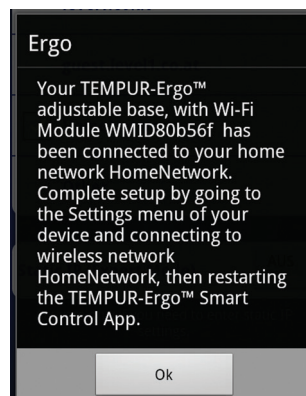 Ergo
Your TEMPUR-Ergo™
adjustable base, with Wi-Fi
Module WMID80b56f has
been connected to your home
network HomeNetwork.
Complete setup by going to
the Settings menu of your
device and connecting to
wireless network
HomeNetwork, then restarting
the TEMPUR-Ergo™ Smart
Control App.
Ok